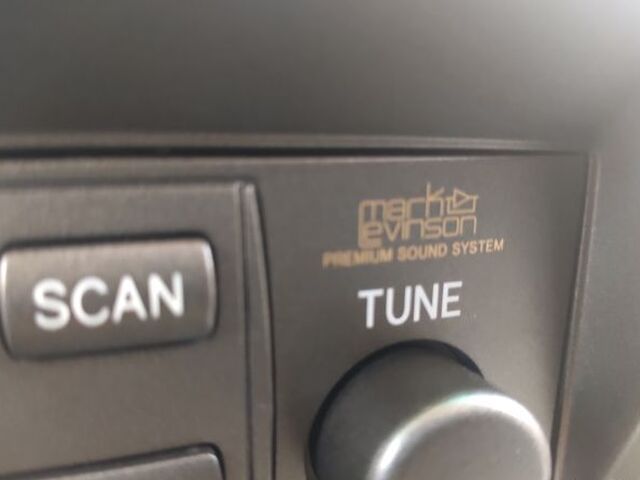 mark
levinson
PREMIUM SOUND SYSTEM
SCAN
TUNE